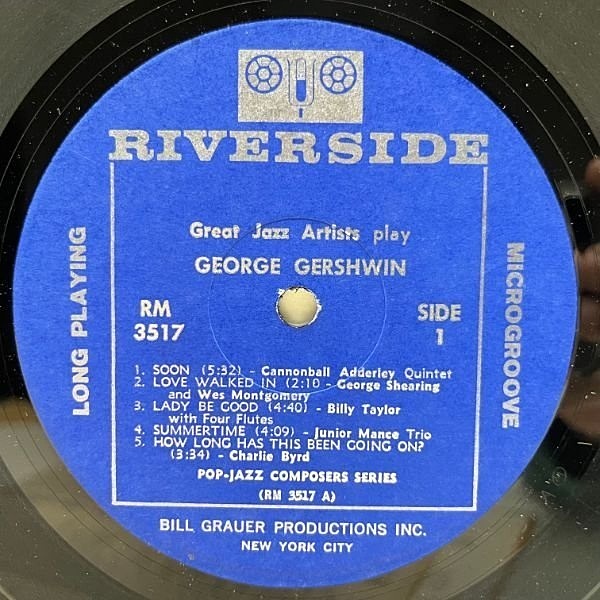 RIVERSIDE
Great Jazz Artists play
GEORGE GERSHWIN
RM
3517
SIDE
1
LONG PLAYING
MICROGROOVE
1. SOON (5:32) - Cannonball Adderley Quintet
2. LOVE WALKED IN (2:10 - George Shearing
and Wes Montgomery
3. LADY BE GOOD (4:40) - Billy Taylor
with Four Flutes
4. SUMMERTIME (4:09) - Junior Mance Trio
5. HOW LONG HAS THIS BEEN GOING ON?
(3:34) - Charlie Byrd
POP-JAZZ COMPOSERS SERIES
(RM 3517 A)
BILL GRAUER PRODUCTIONS INC.
NEW YORK CITY